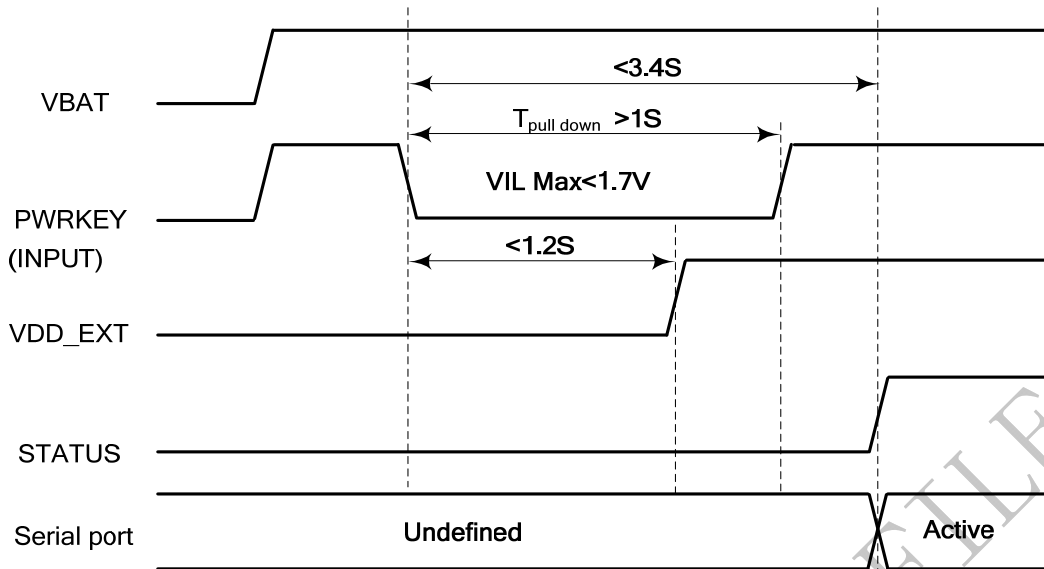 <3.4S
VBAT
Tpull down >1S
VIL Max<1.7V
PWRKEY
(INPUT)
<1.2S
VDD_EXT
STATUS
Serial port
Undefined
Active
FILE